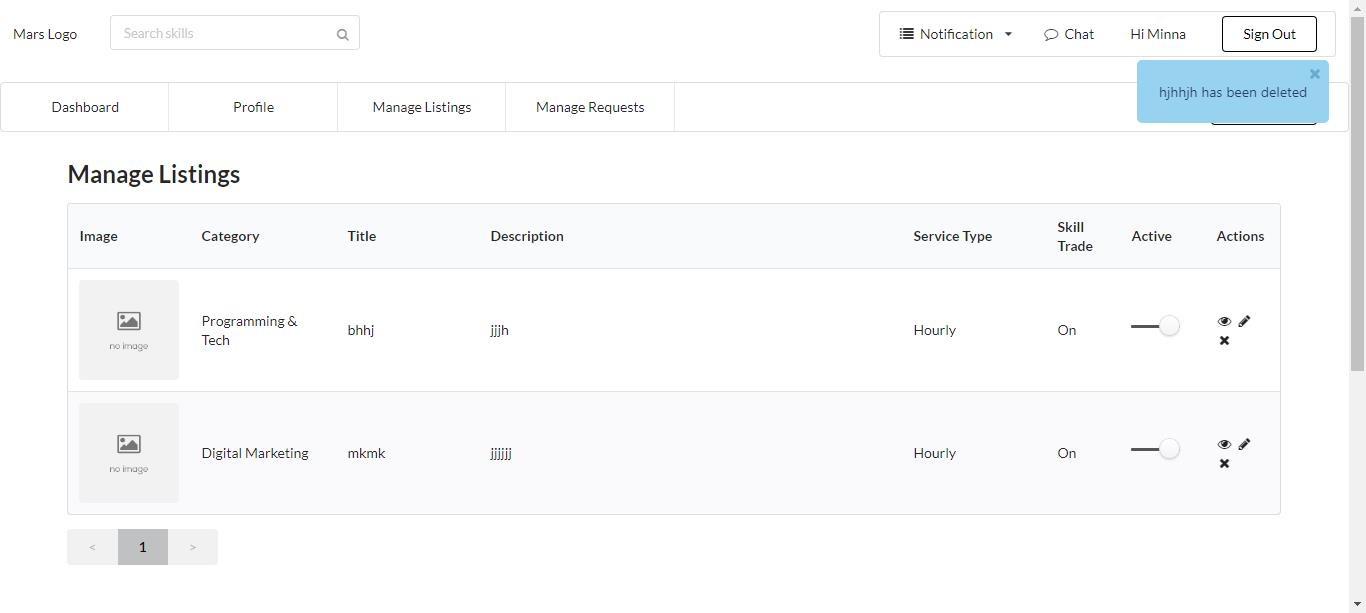 Mars Logo
Search skills
Notification
Chat
Hi Minna
Sign Out
hjhhjh has been deleted
Dashboard
Profile
Manage Listings
Manage Requests
Manage Listings
Image
Category
Title
Description
Service Type
Skill
Trade
Active
Actions
no image
Programming &
Tech
bhhj
jjjh
Hourly
On
no image
Digital Marketing
mkmk
jjjjjj
Hourly
On
<
1
>